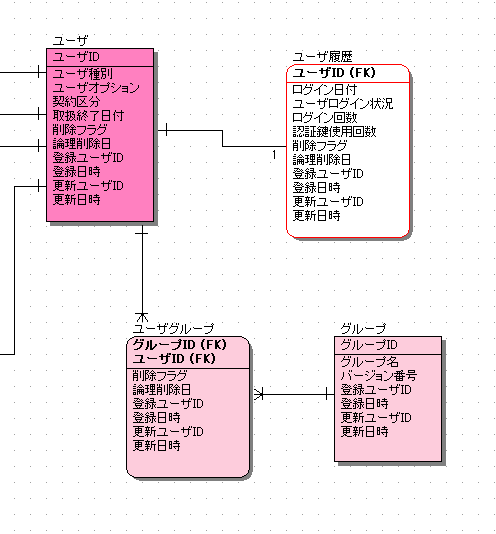 ユーザ
ユーザID
ユーザ種別
ユーザオプション
契約区分
取扱終了日付
削除フラグ
論理削除日
登録ユーザID
登録日時
更新ユーザID
更新日時
ユーザ履歴
ユーザID (FK)
ログイン日付
ユーザログイン状況
ログイン回数
認証鍵使用回数
削除フラグ
論理削除日
登録ユーザID
登録日時
更新ユーザID
更新日時
1
ユーザグループ
グループID (FK)
ユーザID (FK)
削除フラグ
論理削除日
登録ユーザID
登録日時
更新ユーザID
更新日時
グループ
グループID
グループ名
バージョン番号
登録ユーザID
登録日時
更新ユーザID
更新日時